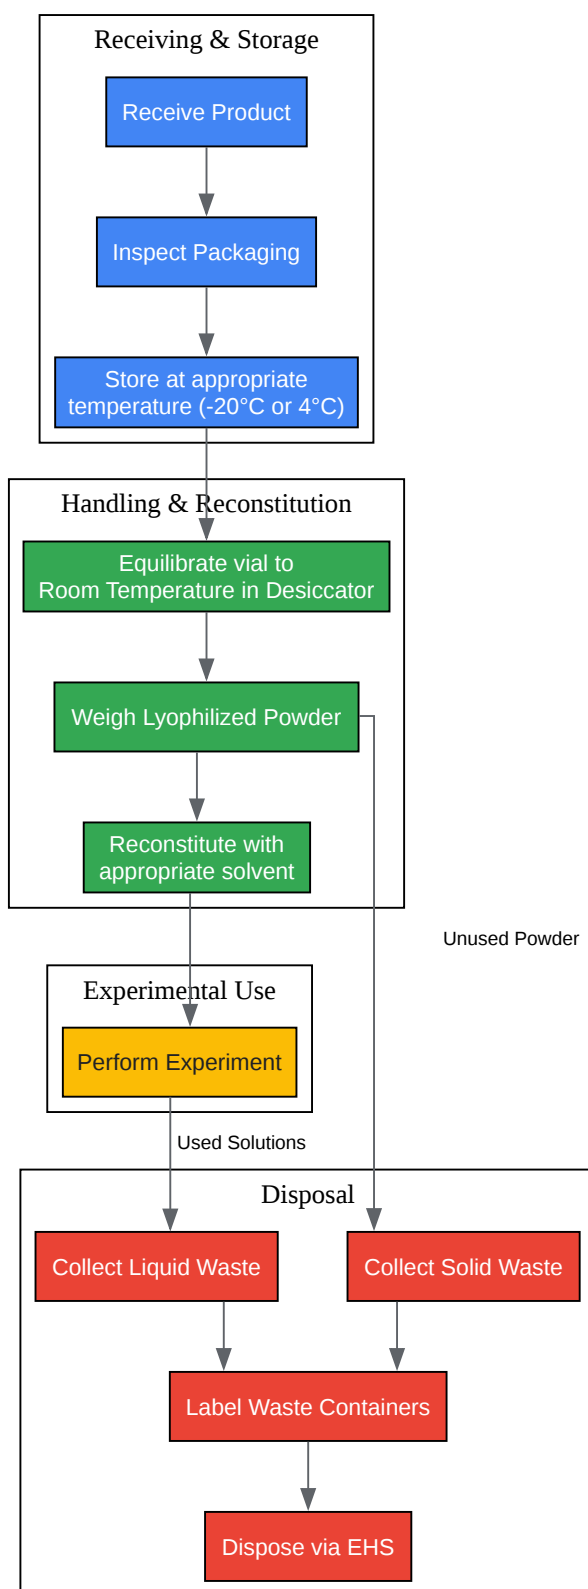 Receiving & Storage
Receive Product
Inspect Packaging
Store at appropriate
temperature (-20°C or 4°C)
Handling & Reconstitution
Equilibrate vial to
Room Temperature in Desiccator
Weigh Lyophilized Powder
Reconstitute with
appropriate solvent
Unused Powder
Experimental Use
Perform Experiment
Used Solutions
Disposal
Collect Liquid Waste
Collect Solid Waste
Label Waste Containers
Dispose via EHS